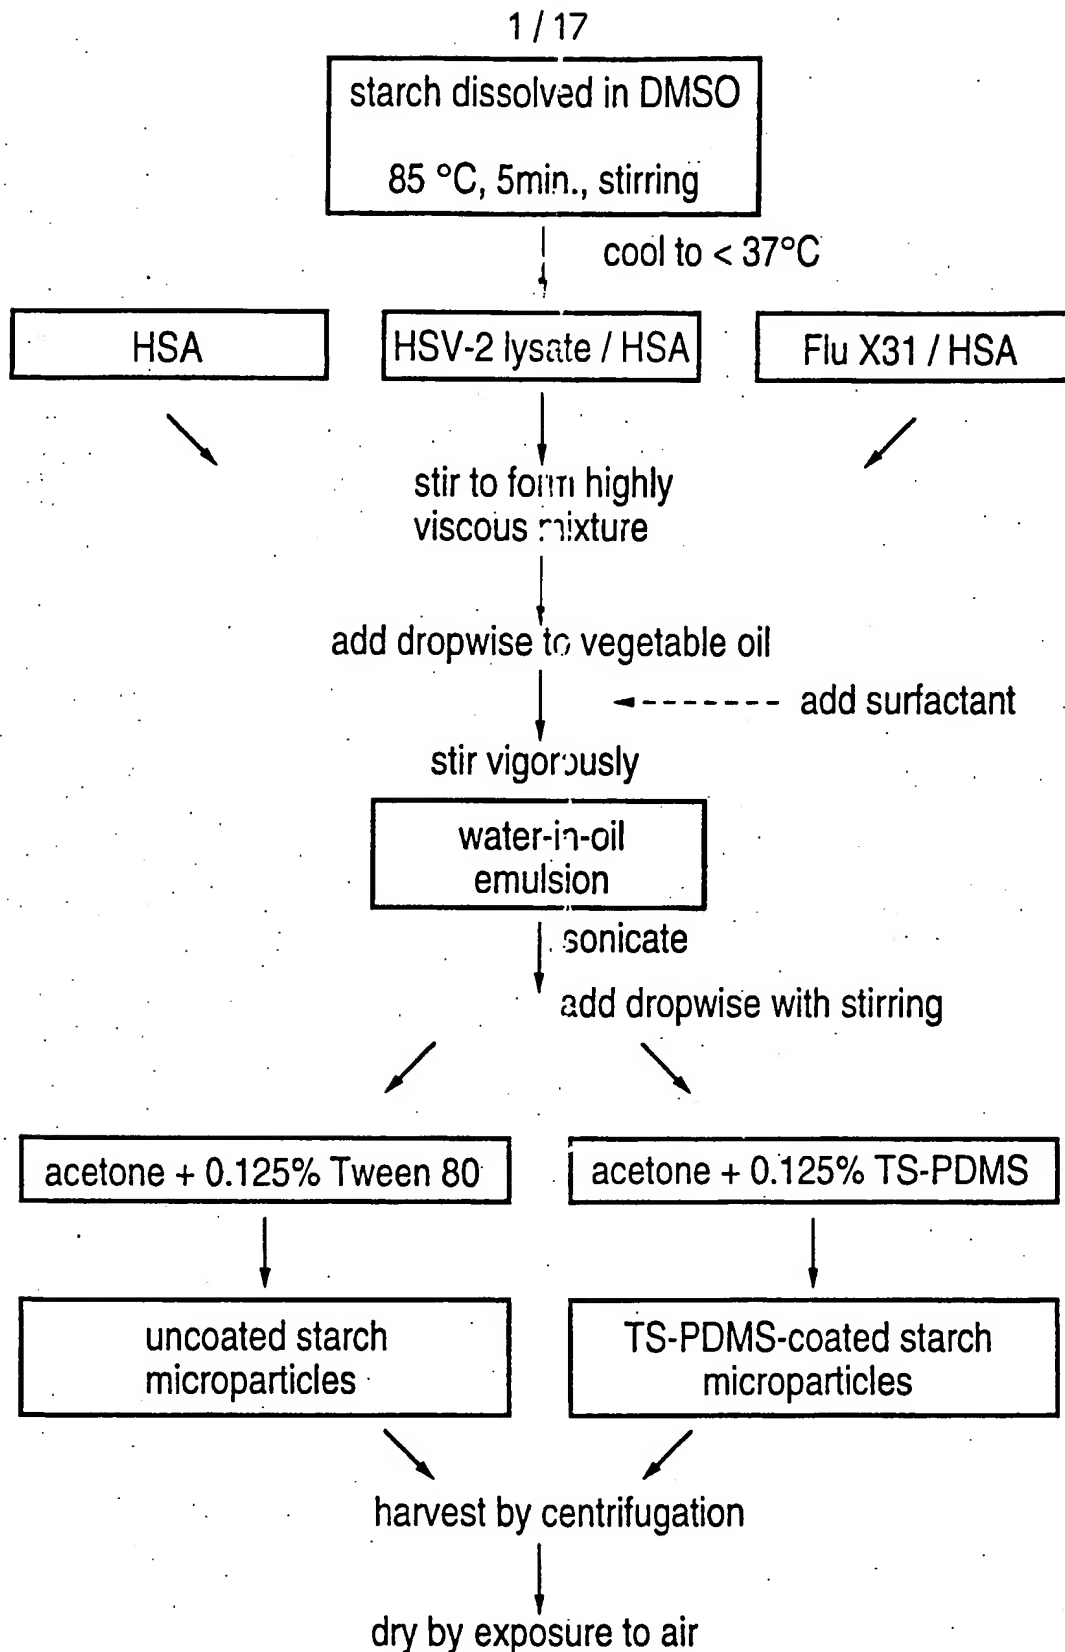 1 / 17
starch dissolved in DMSO
85 °C, 5min., stirring
cool to < 37°C
HSA
HSV-2 lysate / HSA
Flu X31 / HSA
stir to form highly
viscous mixture
add dropwise to vegetable oil
add surfactant
stir vigorously
water-in-oil
emulsion
sonicate
add dropwise with stirring
acetone + 0.125% Tween 80
acetone + 0.125% TS-PDMS
uncoated starch
microparticles
TS-PDMS-coated starch
microparticles
harvest by centrifugation
dry by exposure to air